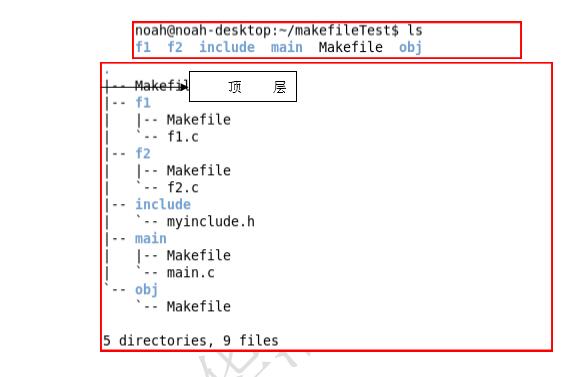 noah@noah-desktop:~/makefileTest$ ls
f1 f2 include main Makefile obj
.
|-- Makefil
顶 层
|-- f1
|   |-- Makefile
|   `-- f1.c
|-- f2
|   |-- Makefile
|   `-- f2.c
|-- include
|   `-- myinclude.h
|-- main
|   |-- Makefile
|   `-- main.c
`-- obj
    `-- Makefile
5 directories, 9 files